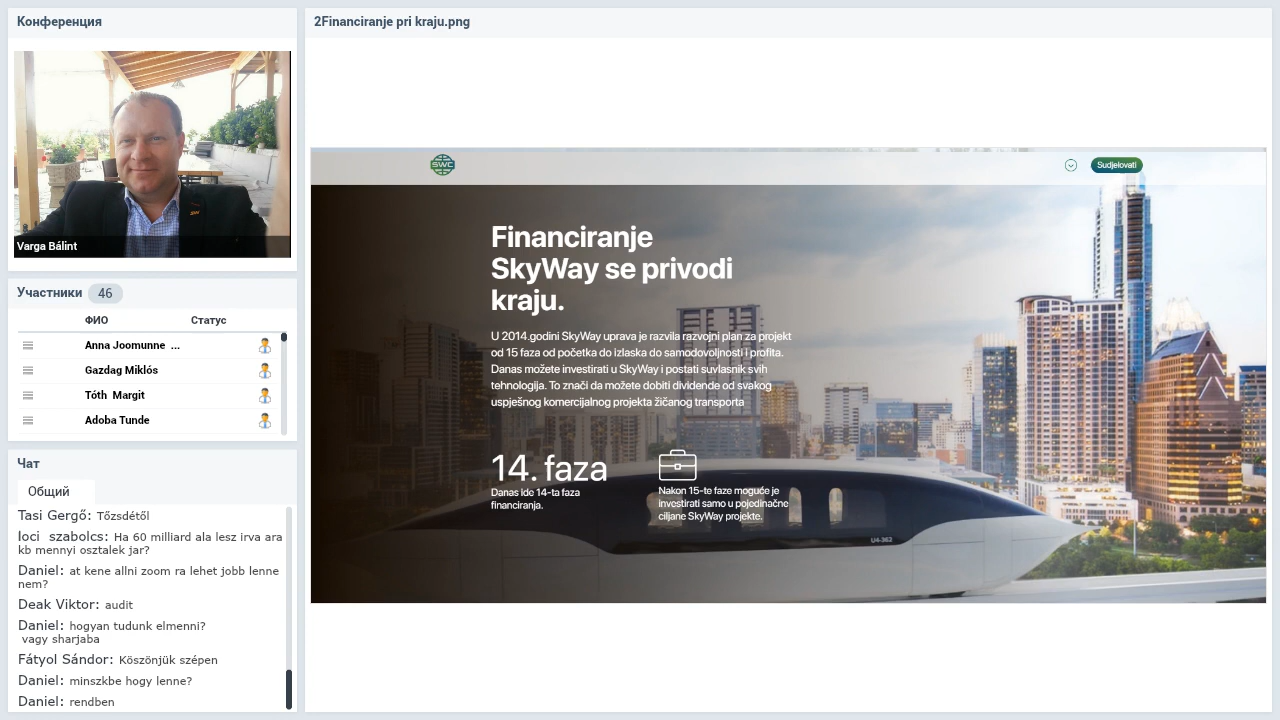 Конференция
Varga Bálint
Участники 46
ФИО Статус
Anna Joomunne ...
Gazdag Miklós
Tóth Margit
Adoba Tunde
Чат
Общий
Tasi Gergő: Tőzsdétől
loci szabolcs: Ha 60 milliard ala lesz irva ara
kb mennyi osztalek jar?
Daniel: at kene allni zoom ra lehet jobb lenne
nem?
Deak Viktor: audit
Daniel: hogyan tudunk elmenni?
vagy sharjaba
Fátyol Sándor: Köszönjük szépen
Daniel: minszkbe hogy lenne?
Daniel: rendben
2Financiranje pri kraju.png
SWC
Sudjelovati
Financiranje
SkyWay se privodi
kraju.
U 2014.godini SkyWay uprava je razvila razvojni plan za projekt
od 15 faza od početka do izlaska do samodovoljnosti i profita.
Danas možete investirati u SkyWay i postati suvlasnik svih
tehnologija. To znači da možete dobiti dividende od svakog
uspješnog komercijalnog projekta žičanog transporta
14. faza
Danas ide 14-ta faza
financiranja.
Nakon 15-te faze moguće je
investirati samo u pojedinačne
ciljane SkyWay projekte.
U4-362